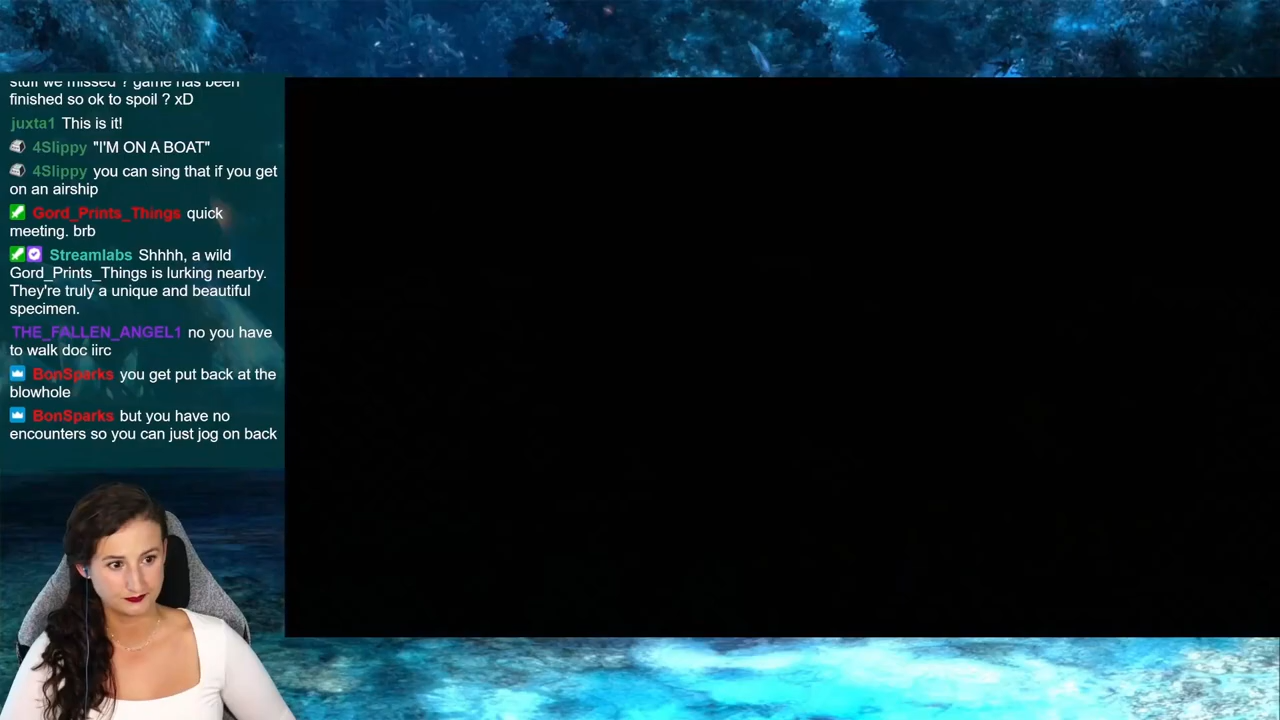 stuff we missed ? game has been
finished so ok to spoil ? xD
juxta1 This is it!
4Slippy "I'M ON A BOAT"
4Slippy you can sing that if you get
on an airship
Gord_Prints_Things quick
meeting. brb
Streamlabs Shhhh, a wild
Gord_Prints_Things is lurking nearby.
They're truly a unique and beautiful
specimen.
THE_FALLEN_ANGEL1 no you have
to walk doc iirc
BonSparks you get put back at the
blowhole
BonSparks but you have no
encounters so you can just jog on back